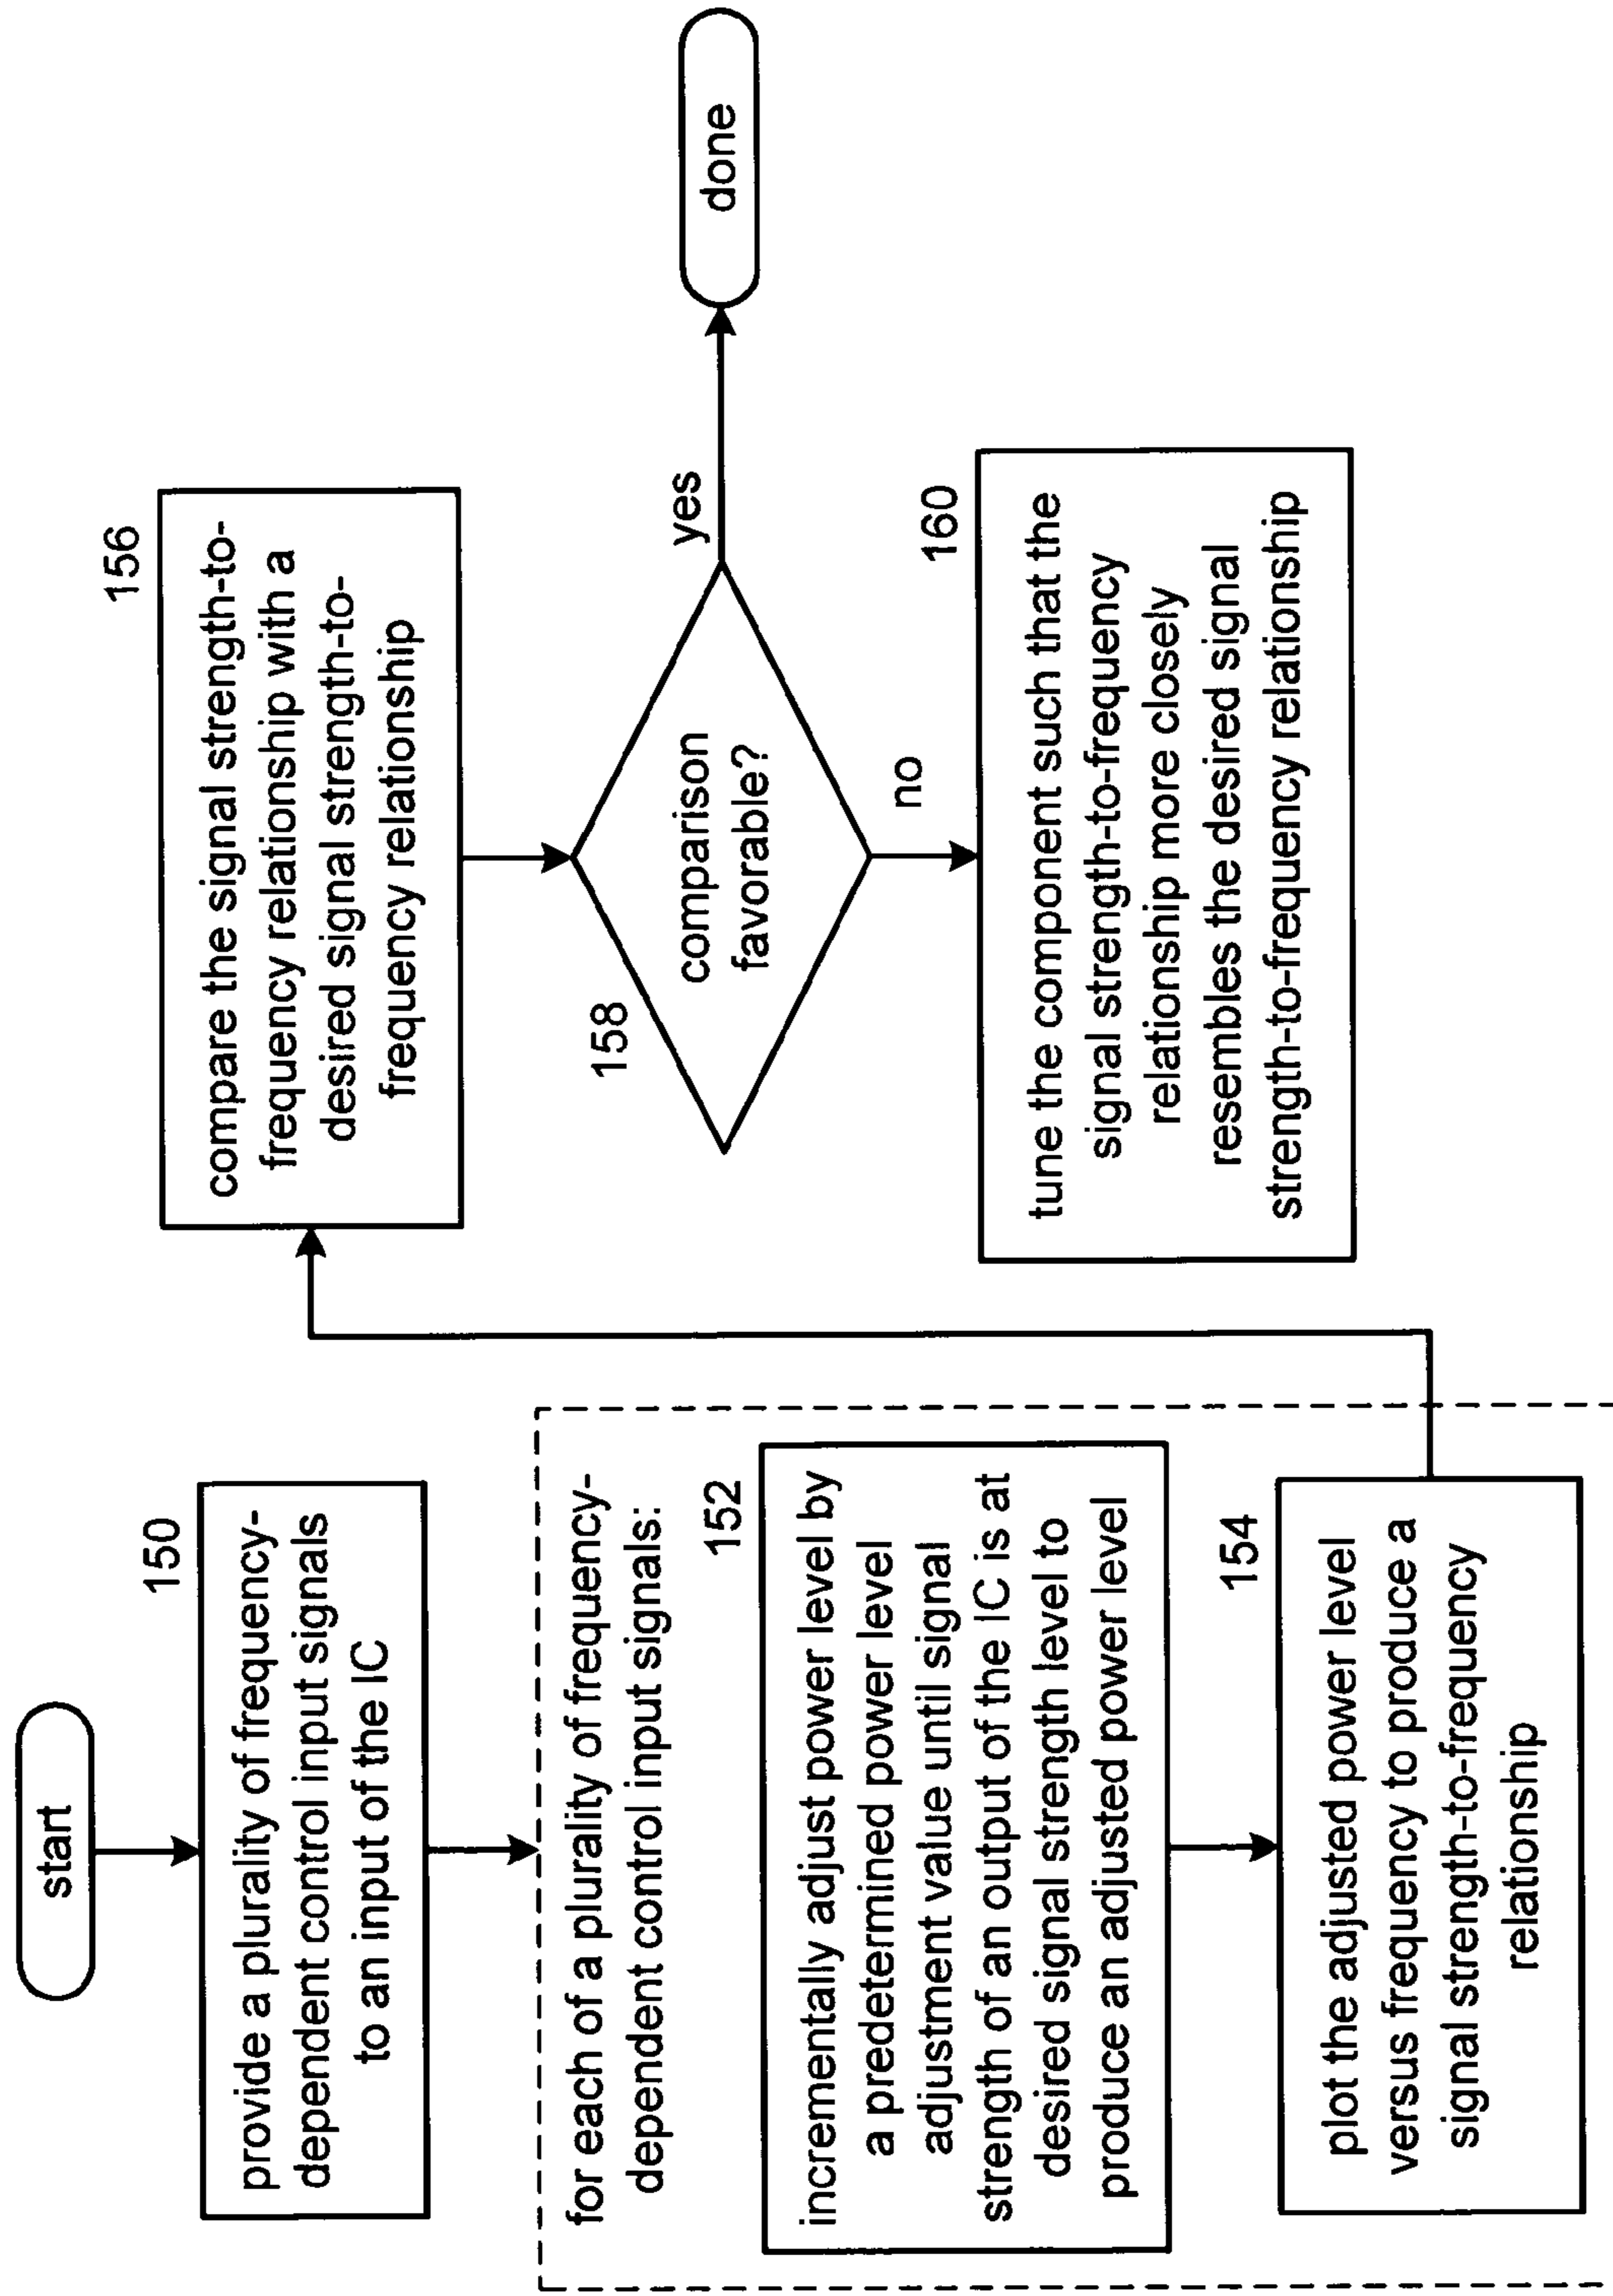 start
150
provide a plurality of frequency-
dependent control input signals
to an input of the IC
for each of a plurality of frequency-
dependent control input signals:
152
incrementally adjust power level by
a predetermined power level
adjustment value until signal
strength of an output of the IC is at
desired signal strength level to
produce an adjusted power level
154
plot the adjusted power level
versus frequency to produce a
signal strength-to-frequency
relationship
156
compare the signal strength-to-
frequency relationship with a
desired signal strength-to-
frequency relationship
158
comparison
favorable?
yes
done
no
160
tune the component such that the
signal strength-to-frequency
relationship more closely
resembles the desired signal
strength-to-frequency relationship